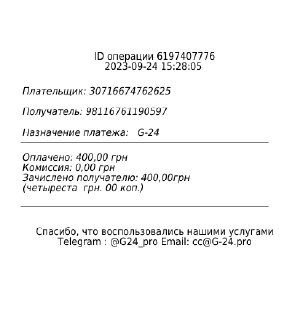 ID операции 6197407776
2023-09-24 15:28:05
Плательщик: 30716674762625
Получатель: 98116761190597
Назначение платежа: G-24
Оплачено: 400,00 грн
Комиссия: 0,00 грн
Зачислено получателю: 400,00грн
(четыреста грн. 00 коп.)
Спасибо, что воспользовались нашими услугами
Telegram : @G24_pro Email: cc@G-24.pro